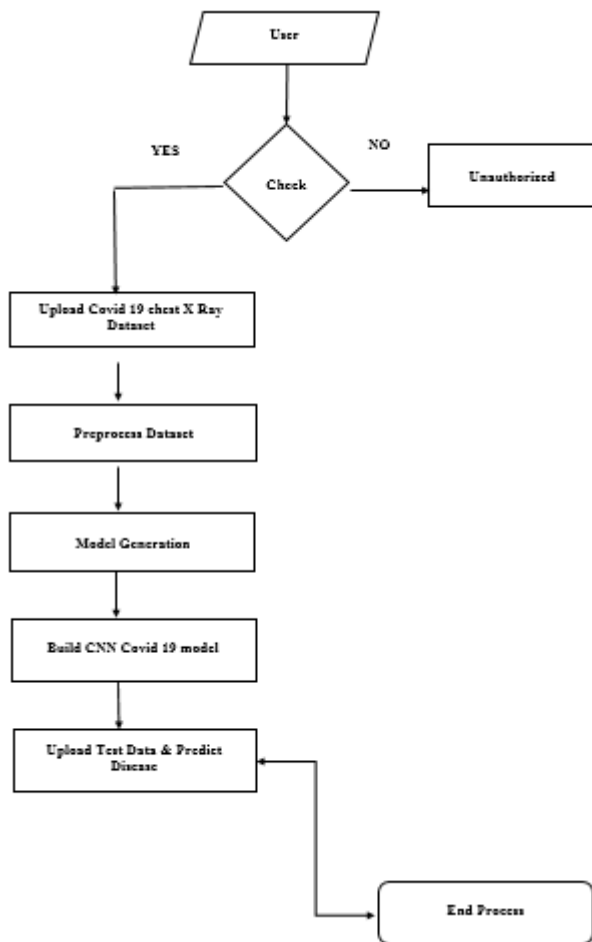 User
YES
NO
Check
Unauthorized
Upload Covid 19 chest X Ray
Dataset
Preprocess Dataset
Model Generation
Build CNN Covid 19 model
Upload Test Data & Predict
Disease
End Process